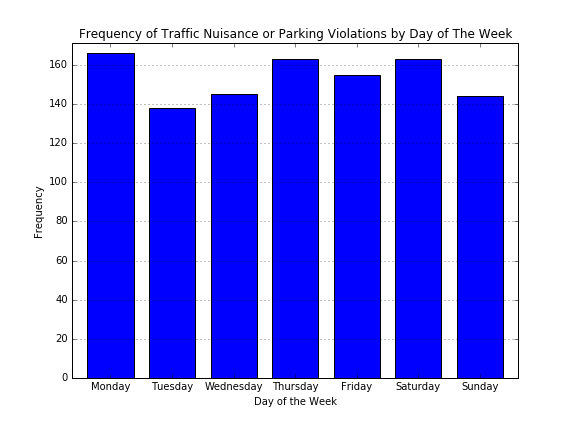 Frequency of Traffic Nuisance or Parking Violations by Day of The Week
160
140
120
100
80
60
40
20
0
Frequency
Monday Tuesday Wednesday Thursday Friday Saturday Sunday
Day of the Week